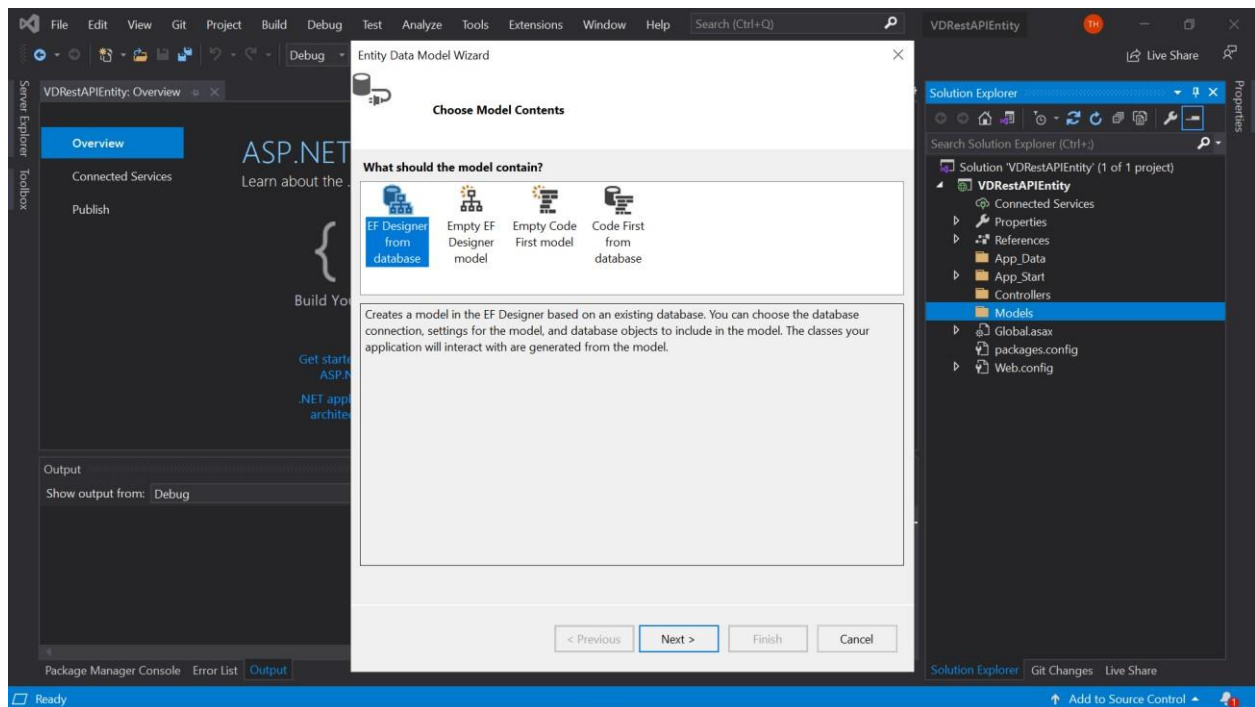 File Edit View Git Project Build Debug Test Analyze Tools Extensions Window Help Search (Ctrl+Q) VDRestAPIEntity TH
Debug
Live Share
Server Explorer
Toolbox
VDRestAPIEntity: Overview
Overview
Connected Services
Publish
ASP.NET
Learn about the .
{
Build You
Get starte
ASP.N
.NET appl
archite
Output
Show output from: Debug
Package Manager Console Error List Output
Entity Data Model Wizard
Choose Model Contents
What should the model contain?
EF Designer from database
Empty EF Designer model
Empty Code First model
Code First from database
Creates a model in the EF Designer based on an existing database. You can choose the database
connection, settings for the model, and database objects to include in the model. The classes your
application will interact with are generated from the model.
< Previous Next > Finish Cancel
Solution Explorer
Search Solution Explorer (Ctrl+;)
Solution 'VDRestAPIEntity' (1 of 1 project)
VDRestAPIEntity
Connected Services
Properties
References
App_Data
App_Start
Controllers
Models
Global.asax
packages.config
Web.config
Solution Explorer Git Changes Live Share
Properties
Ready
Add to Source Control
1